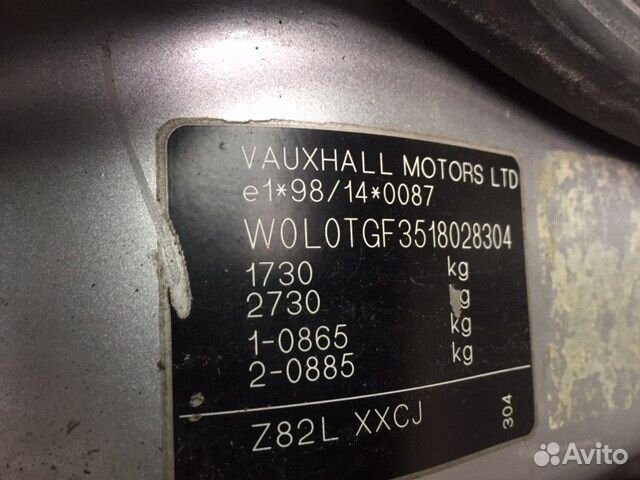 VAUXHALL MOTORS LTD
e1*98/14*0087
W0L0TGF3518028304
1730 kg
2730 kg
1-0865 kg
2-0885 kg
Z82L XXCJ 304
Avito